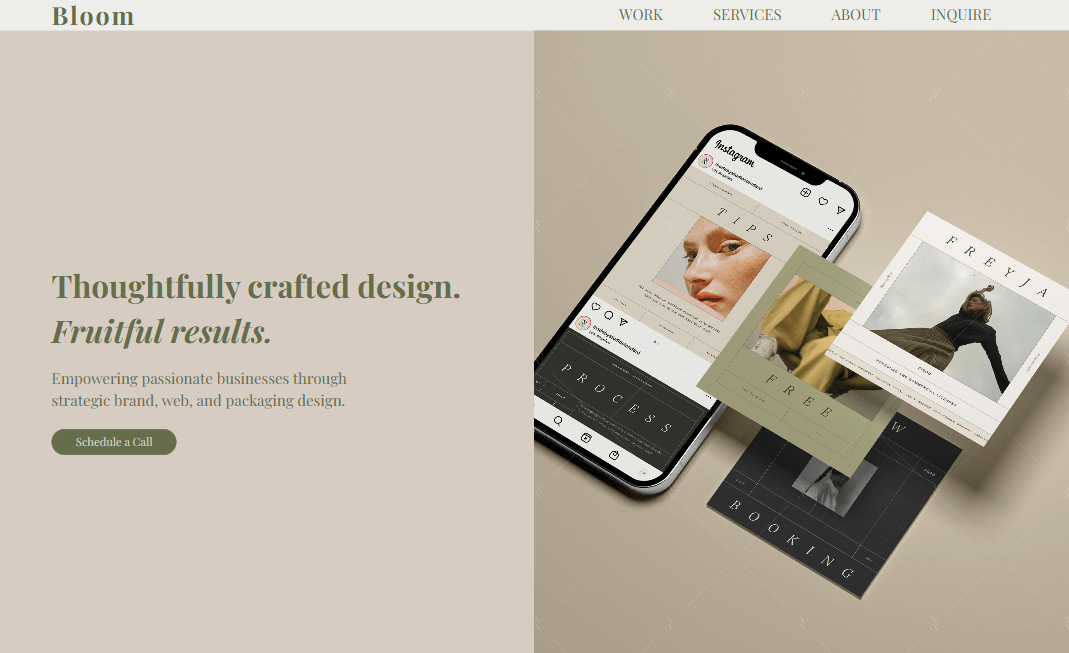 Bloom
WORK
SERVICES
ABOUT
INQUIRE
Thoughtfully crafted design.
Fruitful results.
Empowering passionate businesses through
strategic brand, web, and packaging design.
Schedule a Call
Instagram
TIPS
PROCESS
FREYJA
FREE
W
BOOKING